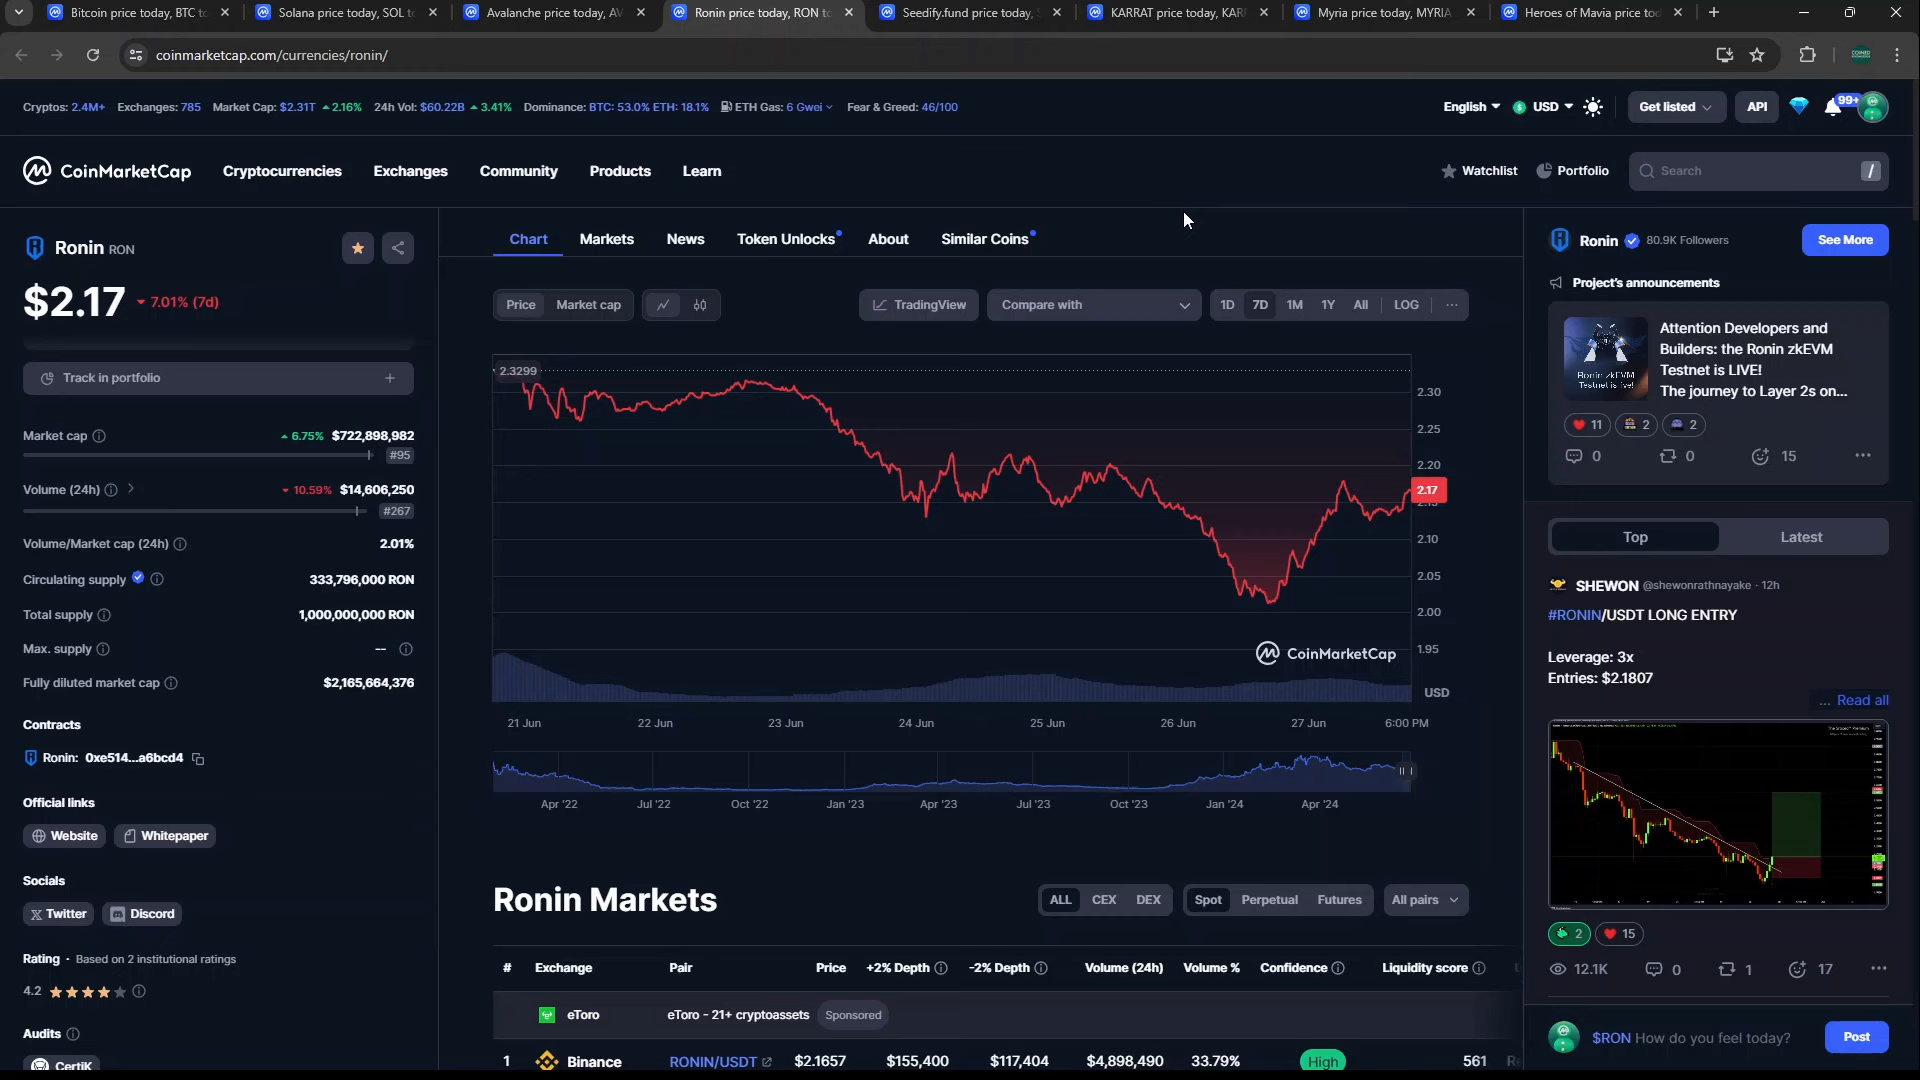 Bitcoin price today, BTC to
Solana price today, SOL to
Avalanche price today, AV
Ronin price today, RON to
Seedify.fund price today,
KARRAT price today, KAR
Myria price today, MYRIA
Heroes of Mavia price tod
coinmarketcap.com/currencies/ronin/
Cryptos: 2.4M+ Exchanges: 785 Market Cap: $2.31T 2.16% 24h Vol: $60.22B 3.41% Dominance: BTC: 53.0% ETH: 18.1% ETH Gas: 6 Gwei Fear & Greed: 46/100
English USD Get listed API 99+
CoinMarketCap Cryptocurrencies Exchanges Community Products Learn
Watchlist Portfolio Search /
Ronin RON
$2.17 7.01% (7d)
Track in portfolio +
Market cap 6.75% $722,898,982
#95
Volume (24h) 10.59% $14,606,250
#267
Volume/Market cap (24h) 2.01%
Circulating supply 333,796,000 RON
Total supply 1,000,000,000 RON
Max. supply --
Fully diluted market cap $2,165,664,376
Contracts
Ronin: 0xe514...a6bcd4
Official links
Website Whitepaper
Socials
Twitter Discord
Rating · Based on 2 institutional ratings
4.2
Audits
CertiK
Chart Markets News Token Unlocks About Similar Coins
Price Market cap TradingView Compare with 1D 7D 1M 1Y All LOG ...
2.3299
2.30
2.25
2.20
2.17
2.15
2.10
2.05
2.00
1.95
CoinMarketCap
USD
21 Jun 22 Jun 23 Jun 24 Jun 25 Jun 26 Jun 27 Jun 6:00 PM
Apr '22 Jul '22 Oct '22 Jan '23 Apr '23 Jul '23 Oct '23 Jan '24 Apr '24
Ronin Markets
ALL CEX DEX Spot Perpetual Futures All pairs
# Exchange Pair Price +2% Depth -2% Depth Volume (24h) Volume % Confidence Liquidity score
eToro eToro - 21+ cryptoassets Sponsored
1 Binance RONIN/USDT $2.1657 $155,400 $117,404 $4,898,490 33.79% High 561
Ronin 80.9K Followers See More
Project's announcements
Attention Developers and
Builders: the Ronin zkEVM
Testnet is LIVE!
The journey to Layer 2s on...
Ronin zkEVM
Testnet is live!
11 2 2
0 0 15 ...
Top Latest
SHEWON @shewonrathnayake · 12h
#RONIN/USDT LONG ENTRY
Leverage: 3x
Entries: $2.1807
... Read all
2 15
12.1K 0 1 17 ...
$RON How do you feel today? Post